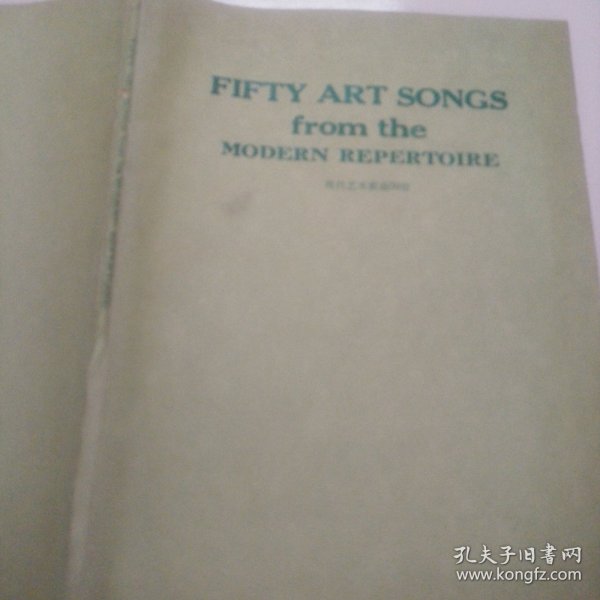 FIFTY ART SONGS
from the
MODERN REPERTOIRE
孔夫子旧书网
www.kongfz.com